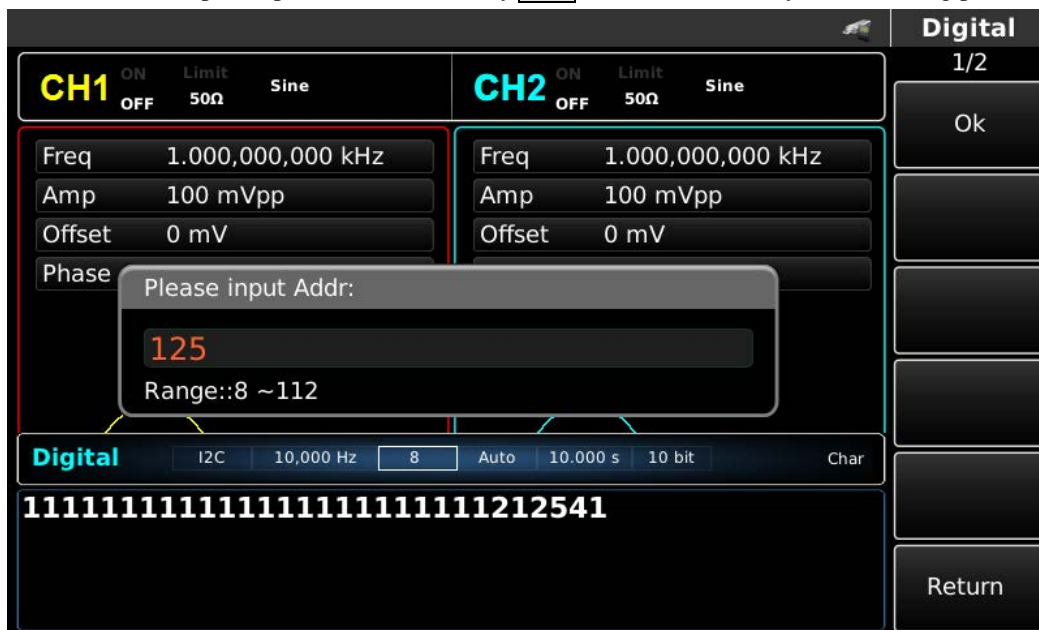 Digital
1/2
CH1 ON OFF Limit 50Ω Sine
CH2 ON OFF Limit 50Ω Sine
Ok
Freq 1.000,000,000 kHz
Freq 1.000,000,000 kHz
Amp 100 mVpp
Amp 100 mVpp
Offset 0 mV
Offset 0 mV
Phase
Please input Addr:
125
Range::8 ~112
Digital I2C 10,000 Hz 8 Auto 10.000 s 10 bit Char
11111111111111111111111111212541
Return